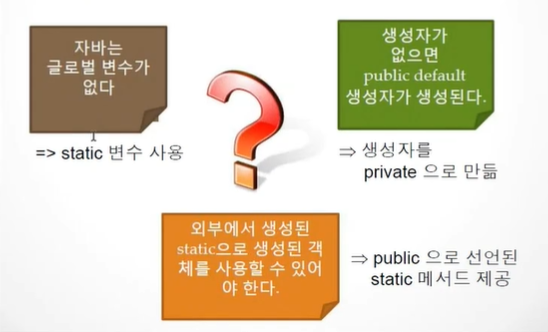 자바는
글로벌 변수가
없다
=> static 변수 사용
생성자가
없으면
public default
생성자가 생성된다.
⇒ 생성자를
private 으로 만듦
외부에서 생성된
static으로 생성된 객
체를 사용할 수 있어
야 한다.
⇒ public 으로 선언된
static 메서드 제공